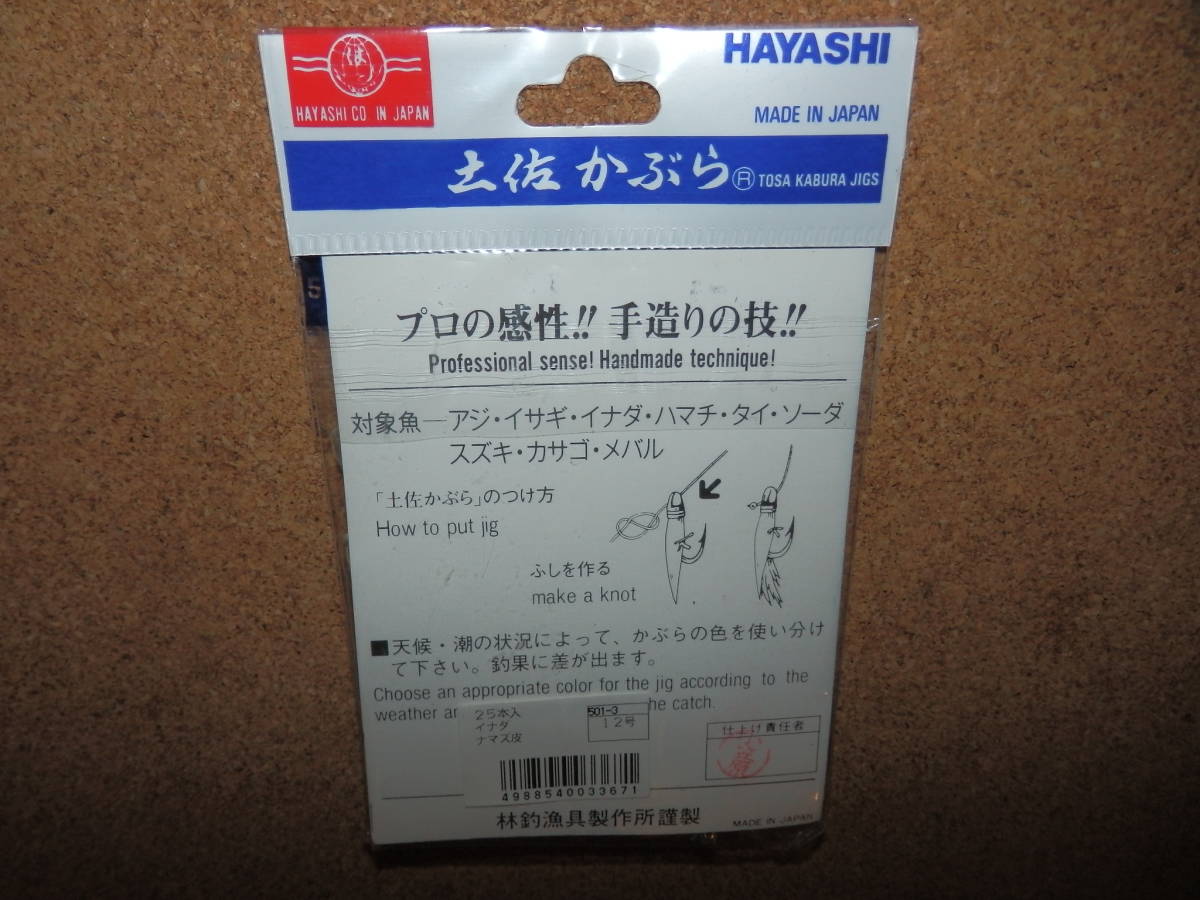 は
HAYASHI CO IN JAPAN
HAYASHI
MADE IN JAPAN
土佐かぶら® TOSA KABURA JIGS
5
プロの感性!! 手造りの技!!
Professional sense! Handmade technique!
対象魚―アジ・イサギ・イナダ・ハマチ・タイ・ソーダ
スズキ・カサゴ・メバル
「土佐かぶら」のつけ方
How to put jig
ふしを作る
make a knot
■天候・潮の状況によって、かぶらの色を使い分け
て下さい。釣果に差が出ます。
Choose an appropriate color for the jig according to the
weather an he catch.
25本入
イナダ
ナマズ皮
501-3
12号
4988540033671
仕上げ責任者
林釣漁具製作所謹製
MADE IN JAPAN